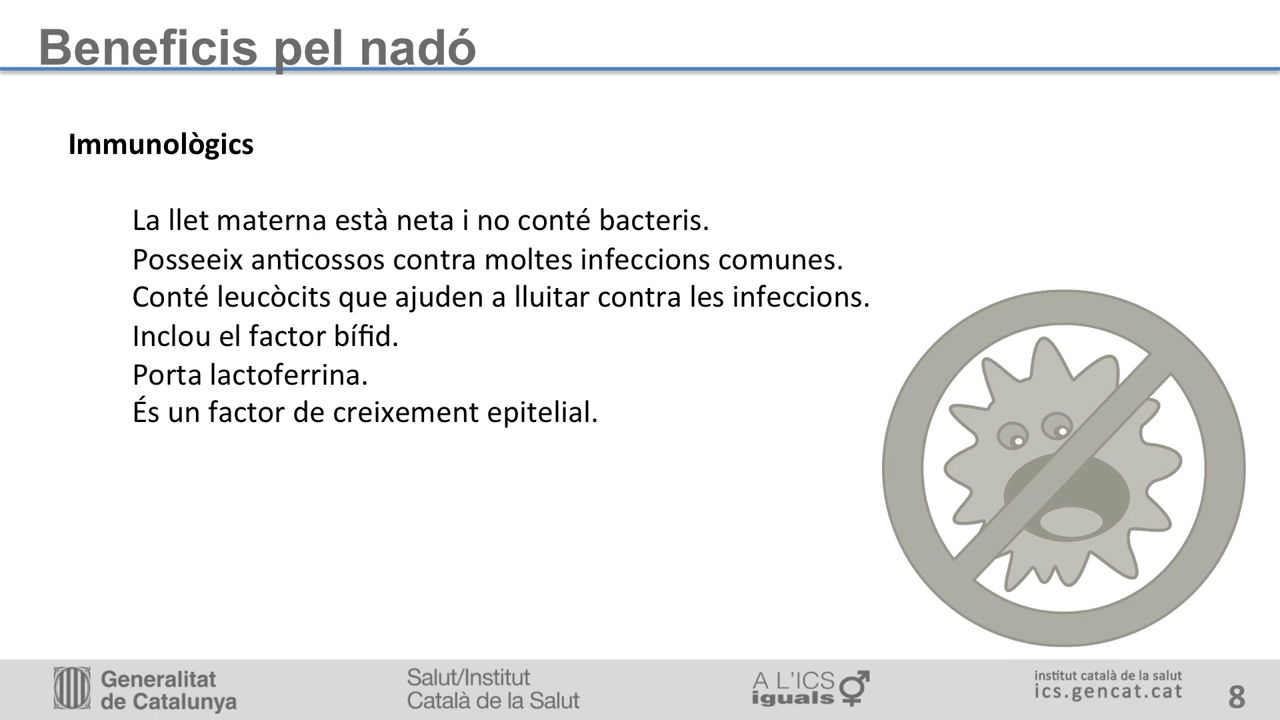 Beneficis pel nadó
Immunològics
La llet materna està neta i no conté bacteris.
Posseeix anticossos contra moltes infeccions comunes.
Conté leucòcits que ajuden a lluitar contra les infeccions.
Inclou el factor bífid.
Porta lactoferrina.
És un factor de creixement epitelial.
Generalitat
de Catalunya
Salut/Institut
Català de la Salut
A L'ICS
iguals
institut català de la salut
ics.gencat.cat
8